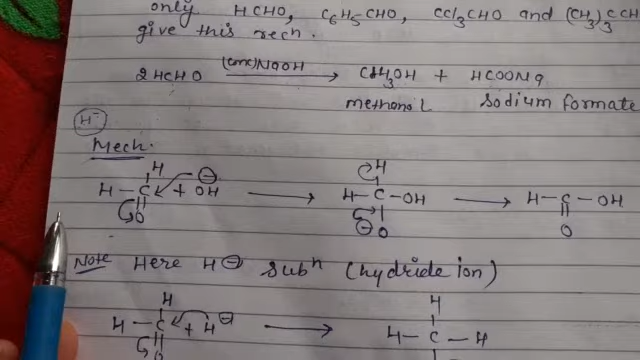 only HCHO, C6H5CHO, CCl3CHO and (CH3)3CCH
give this recn.
2HCHO (conc)NaOH → CH3OH + HCOONa
methanol Sodium formate
H⁻
Mech.
H
H – C + OH ⊖ → H – C – OH → H – C – OH
O
H
⊖ O
O
Note Here H ⊖ subⁿ (hydride ion)
H
H
H – C + H ⊖ → H – C – H
O